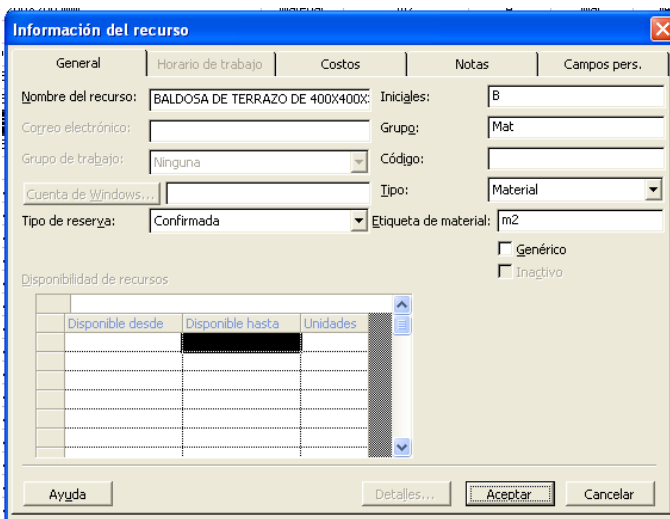 Información del recurso
General Horario de trabajo Costos Notas Campos pers.
Nombre del recurso: BALDOSA DE TERRAZO DE 400X400X Iniciales: B
Correo electrónico: Grupo: Mat
Grupo de trabajo: Ninguna Código:
Cuenta de Windows... Tipo: Material
Tipo de reserva: Confirmada Etiqueta de material: m2
Genérico
Inactivo
Disponibilidad de recursos
Disponible desde Disponible hasta Unidades
Ayuda Detalles... Aceptar Cancelar